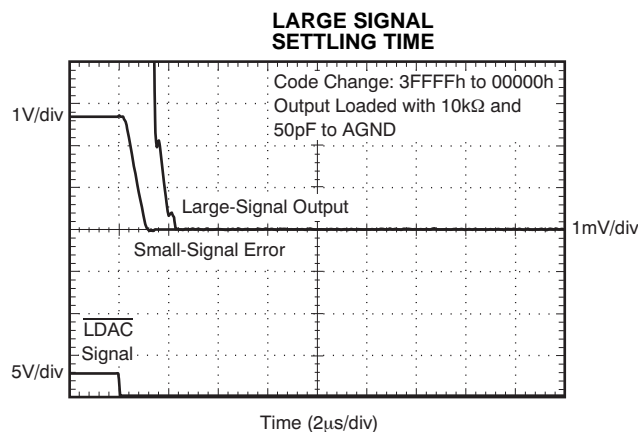 LARGE SIGNAL
SETTLING TIME
Code Change: 3FFFFh to 00000h
Output Loaded with 10kΩ and
50pF to AGND
1V/div
Large-Signal Output
1mV/div
Small-Signal Error
LDAC
Signal
5V/div
Time (2μs/div)